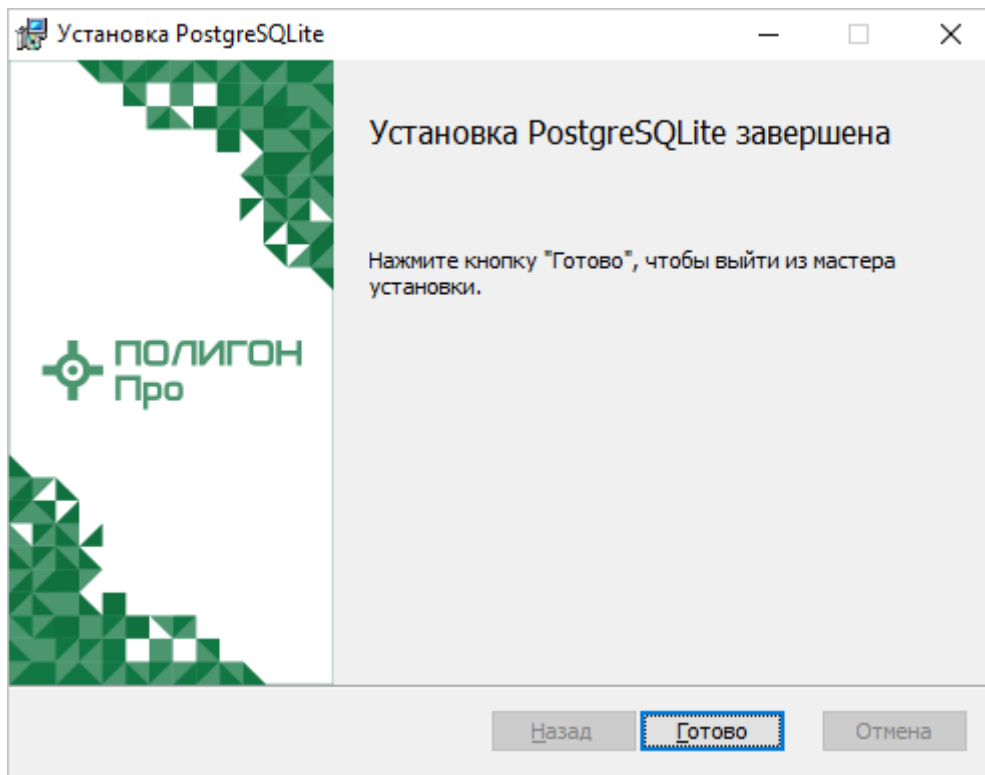 Установка PostgreSQLite
Установка PostgreSQLite завершена
Нажмите кнопку "Готово", чтобы выйти из мастера
установки.
ПОЛИГОН
Про
Назад
Готово
Отмена